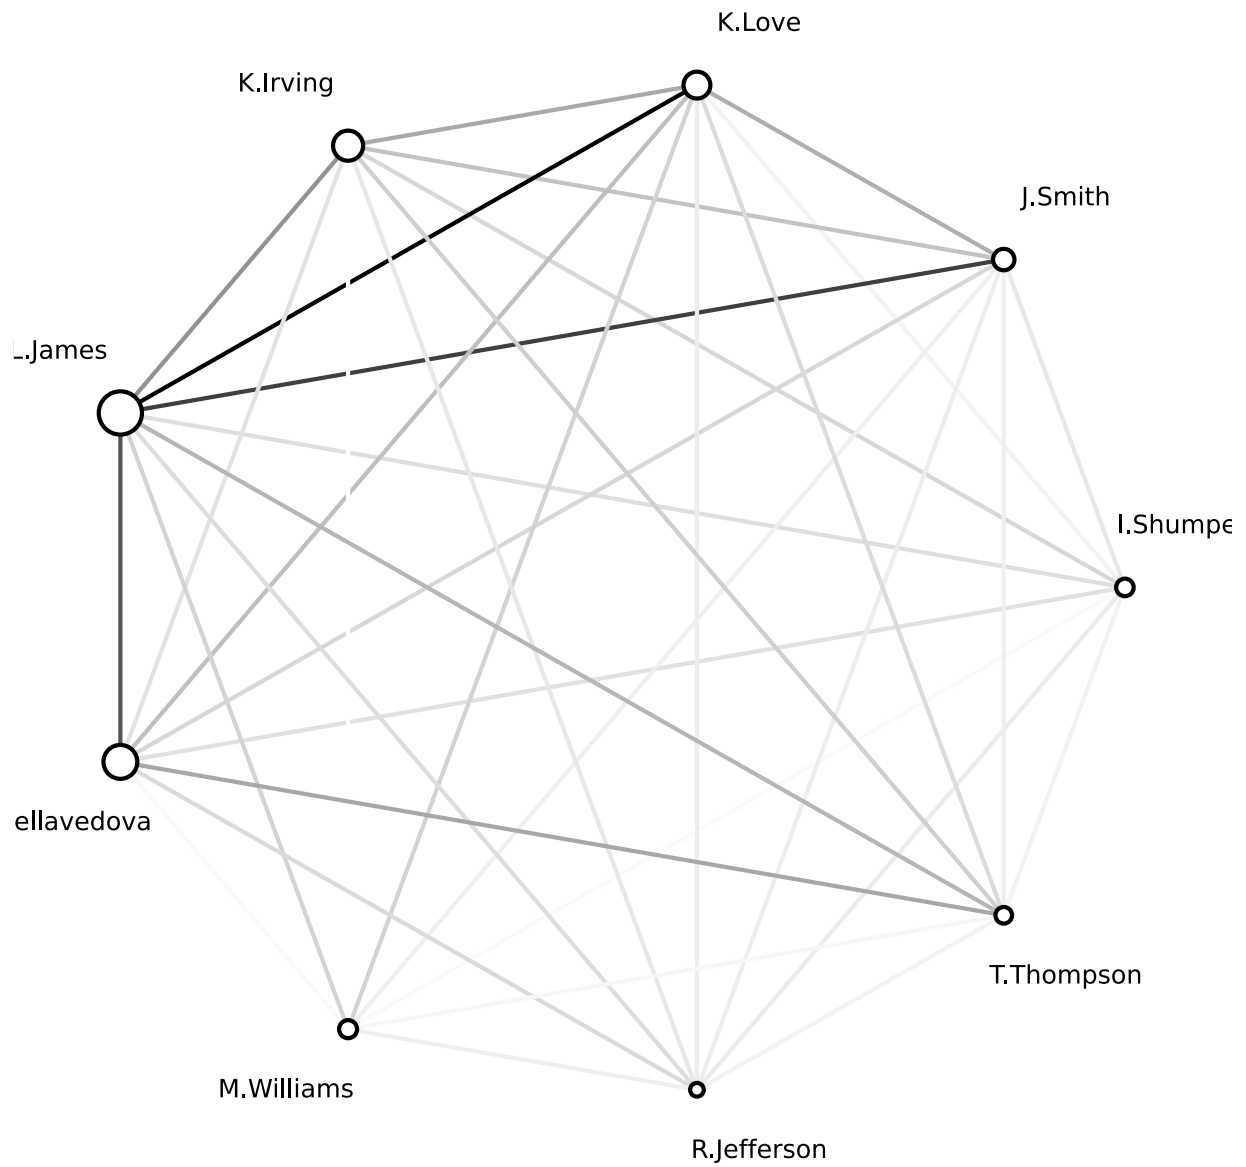 K.Love
K.Irving
J.Smith
L.James
I.Shumpe
ellavedova
T.Thompson
M.Williams
R.Jefferson